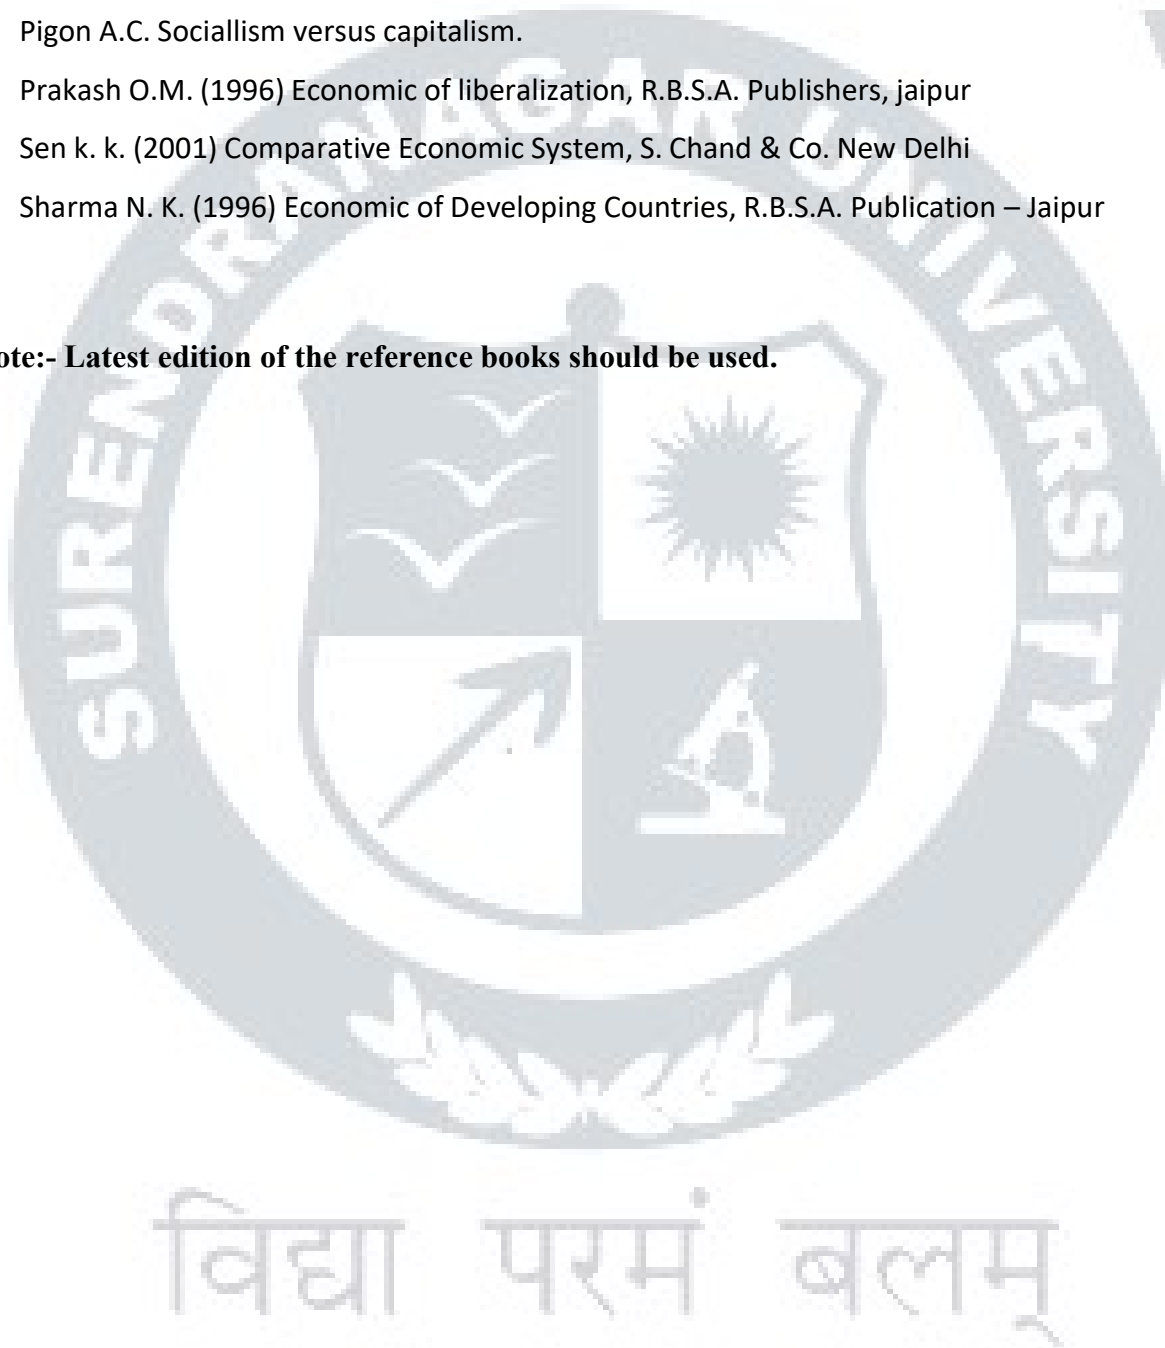 Pigon A.C. Sociallism versus capitalism.
Prakash O.M. (1996) Economic of liberalization, R.B.S.A. Publishers, jaipur
Sen k. k. (2001) Comparative Economic System, S. Chand & Co. New Delhi
Sharma N. K. (1996) Economic of Developing Countries, R.B.S.A. Publication – Jaipur
ote:- Latest edition of the reference books should be used.
SURENDRANAGAR UNIVERSITY
विद्या परमं बलम्